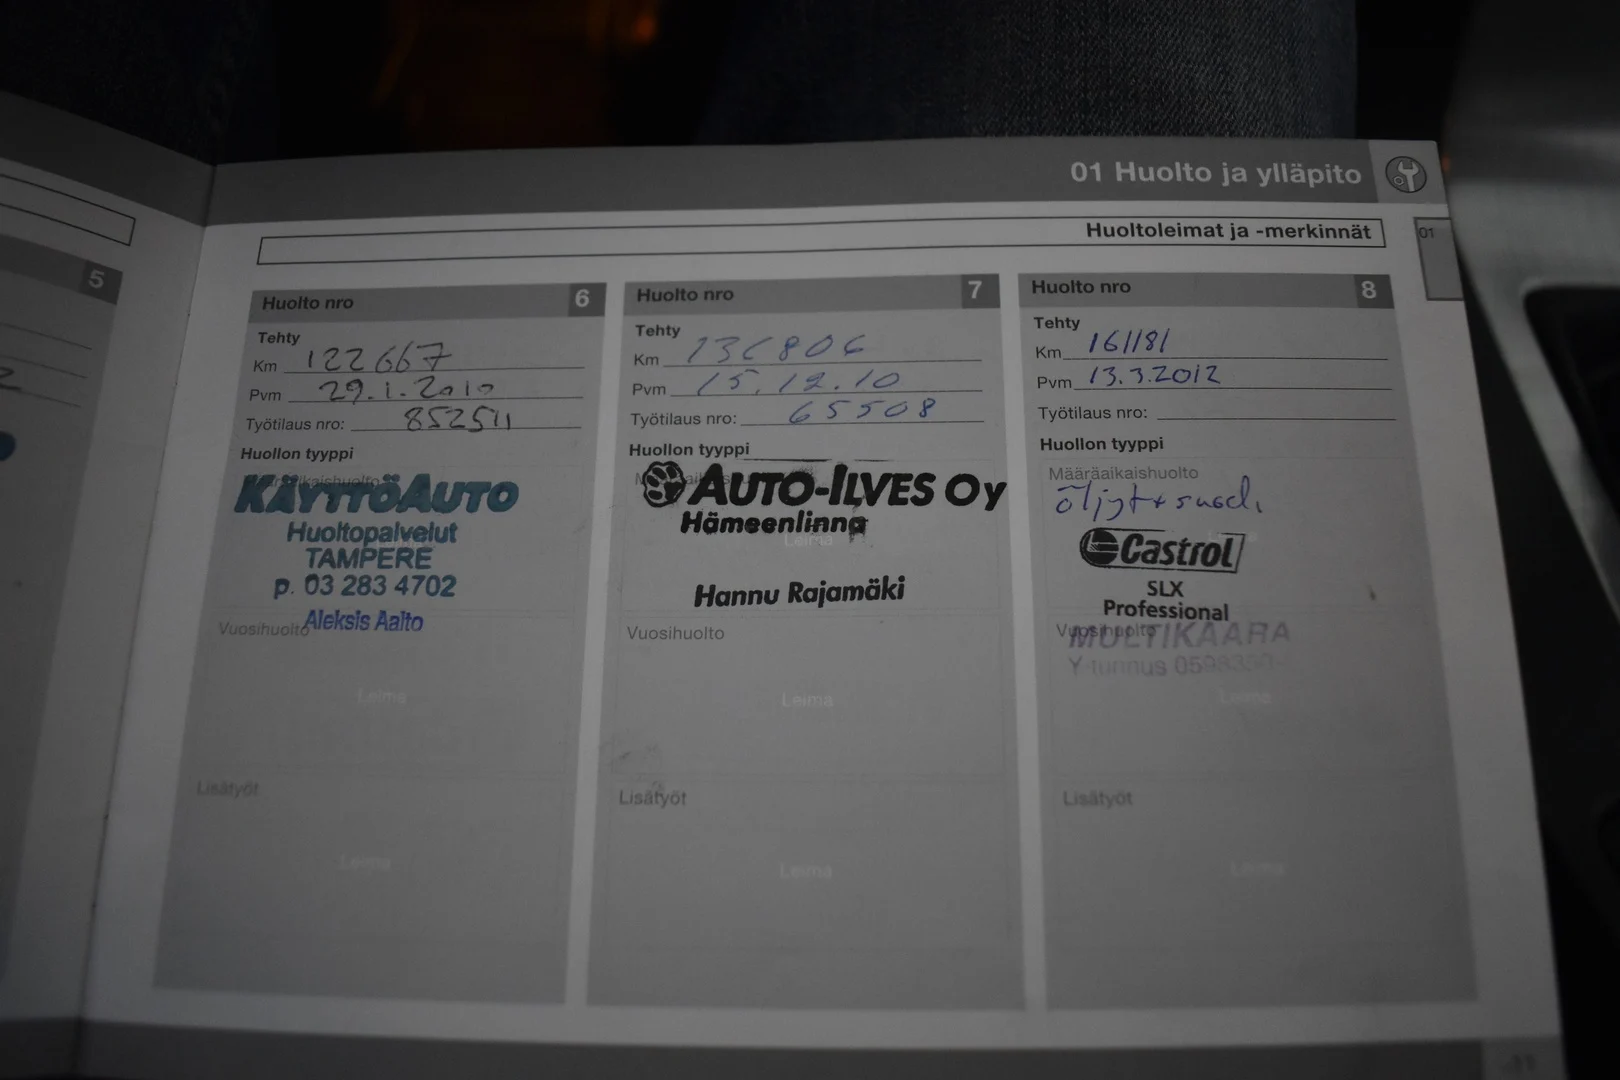 01 Huolto ja ylläpito
Huoltoleimat ja -merkinnät
01
5
2
Huolto nro 6
Tehty
Km 122667
Pvm 29.1.2010
Työtilaus nro: 852511
Huollon tyyppi
Määräaikaishuolto
KÄYTTÖAUTO
Huoltopalvelut
TAMPERE
p. 03 283 4702
Aleksis Aalto
Vuosihuolto
Leima
Lisätyöt
Leima
Huolto nro 7
Tehty
Km 136806
Pvm 15.12.10
Työtilaus nro: 65508
Huollon tyyppi
AUTO-ILVES Oy
Hämeenlinna
Leima
Hannu Rajamäki
Vuosihuolto
Leima
Lisätyöt
Leima
Huolto nro 8
Tehty
Km 161181
Pvm 13.3.2012
Työtilaus nro:
Huollon tyyppi
Määräaikaishuolto
öljyt + suod.
Castrol
SLX
Professional
Vuosihuolto
MULTIKAARA
Y-tunnus
Leima
Lisätyöt
Leima